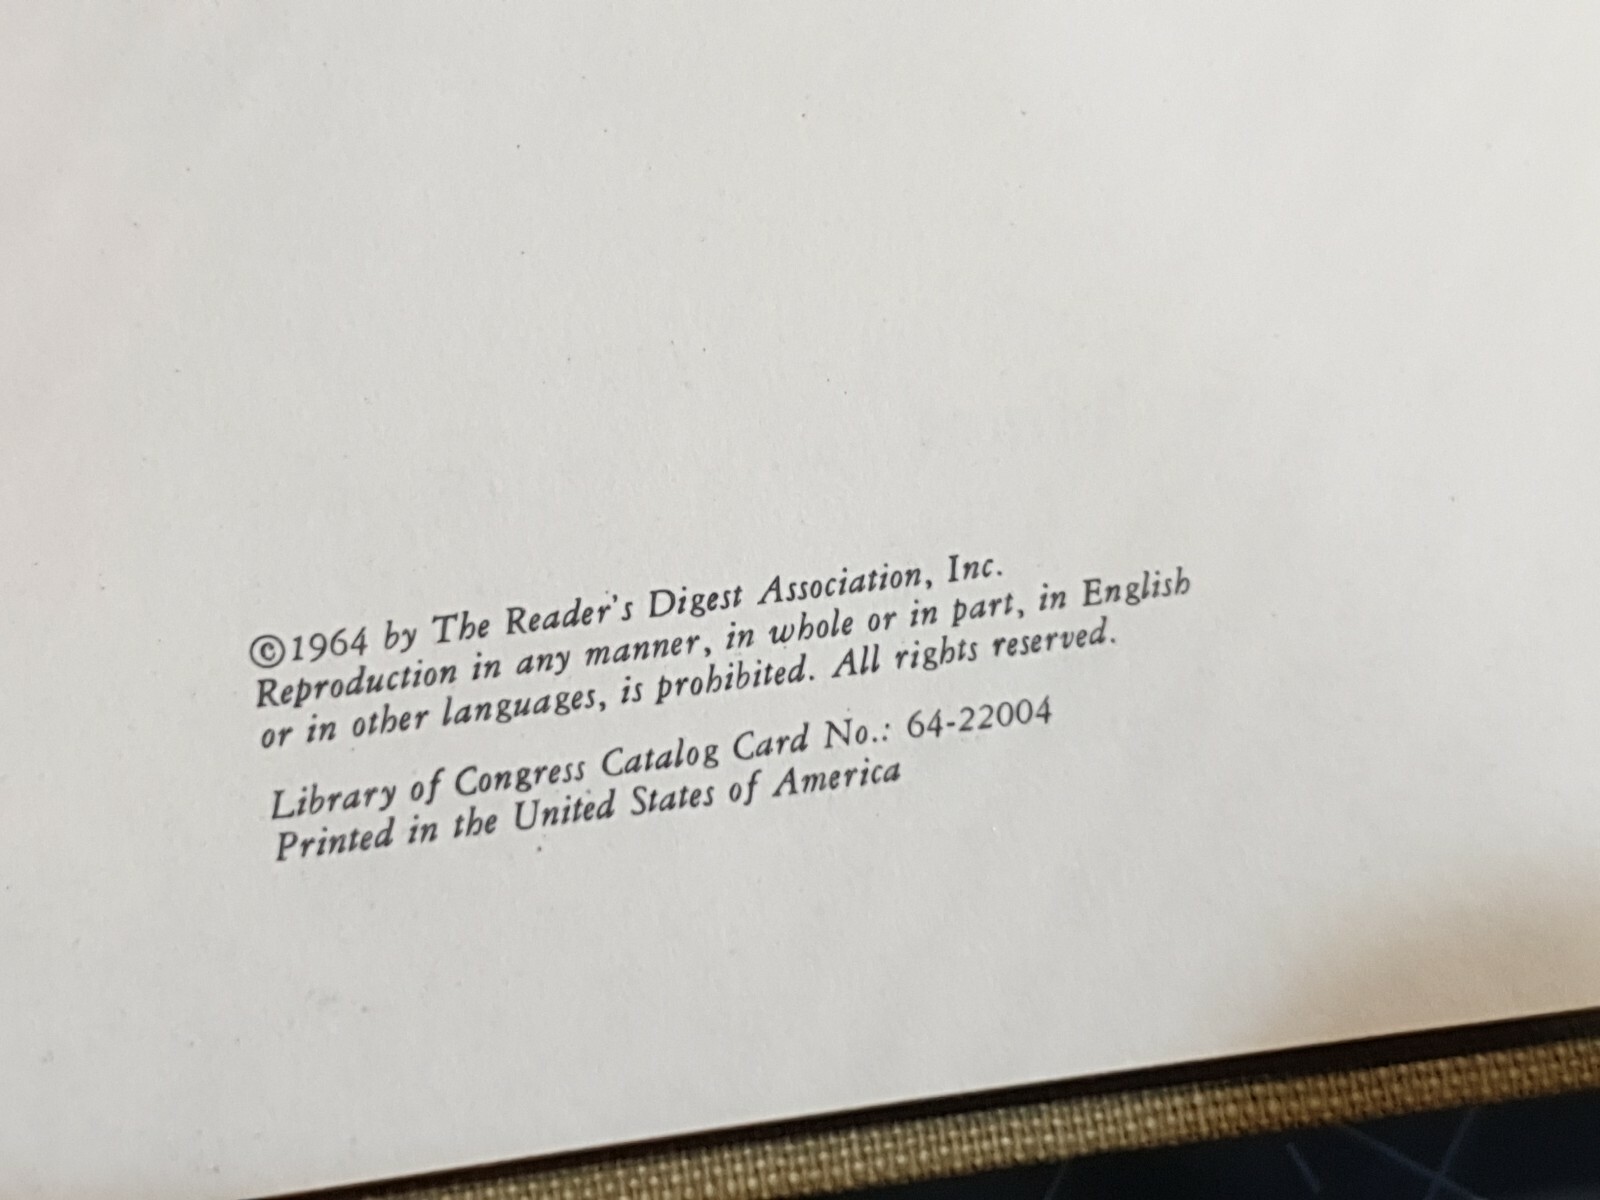 ©1964 by The Reader's Digest Association, Inc.
Reproduction in any manner, in whole or in part, in English
or in other languages, is prohibited. All rights reserved.
Library of Congress Catalog Card No.: 64-22004
Printed in the United States of America